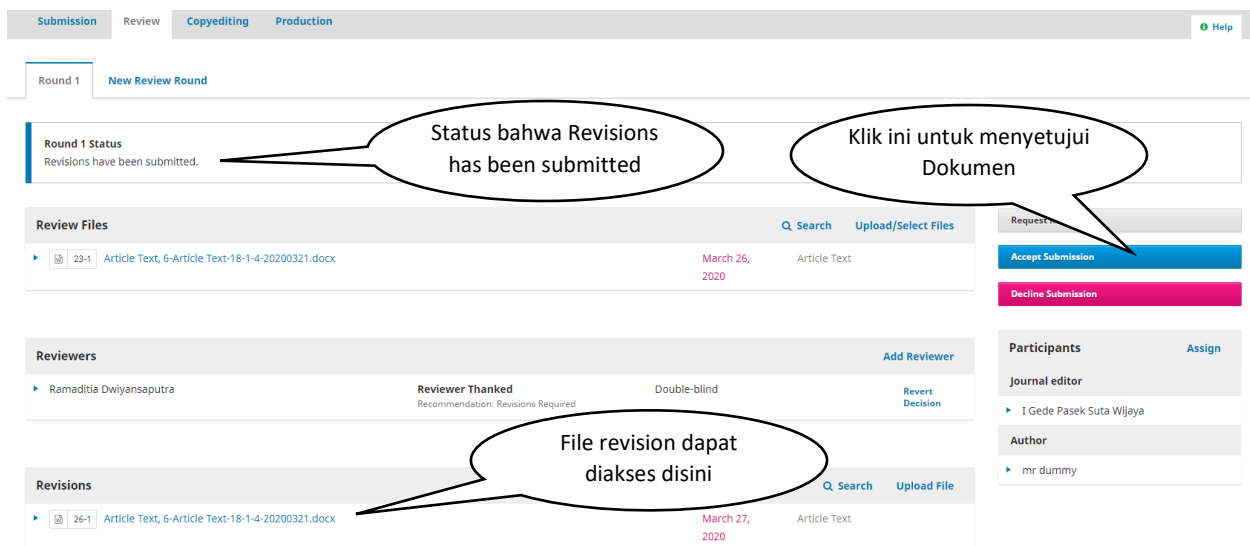 Submission Review Copyediting Production
Help
Round 1 New Review Round
Round 1 Status
Revisions have been submitted.
Status bahwa Revisions
has been submitted
Klik ini untuk menyetujui
Dokumen
Review Files Search Upload/Select Files
23-1 Article Text, 6-Article Text-18-1-4-20200321.docx March 26, Article Text
2020
Request
Accept Submission
Decline Submission
Reviewers Add Reviewer
Ramaditia Dwiyansaputra Reviewer Thanked Double-blind Revert
Recommendation: Revisions Required Decision
Participants Assign
Journal editor
I Gede Pasek Suta Wijaya
Author
mr dummy
File revision dapat
diakses disini
Revisions Search Upload File
26-1 Article Text, 6-Article Text-18-1-4-20200321.docx March 27, Article Text
2020